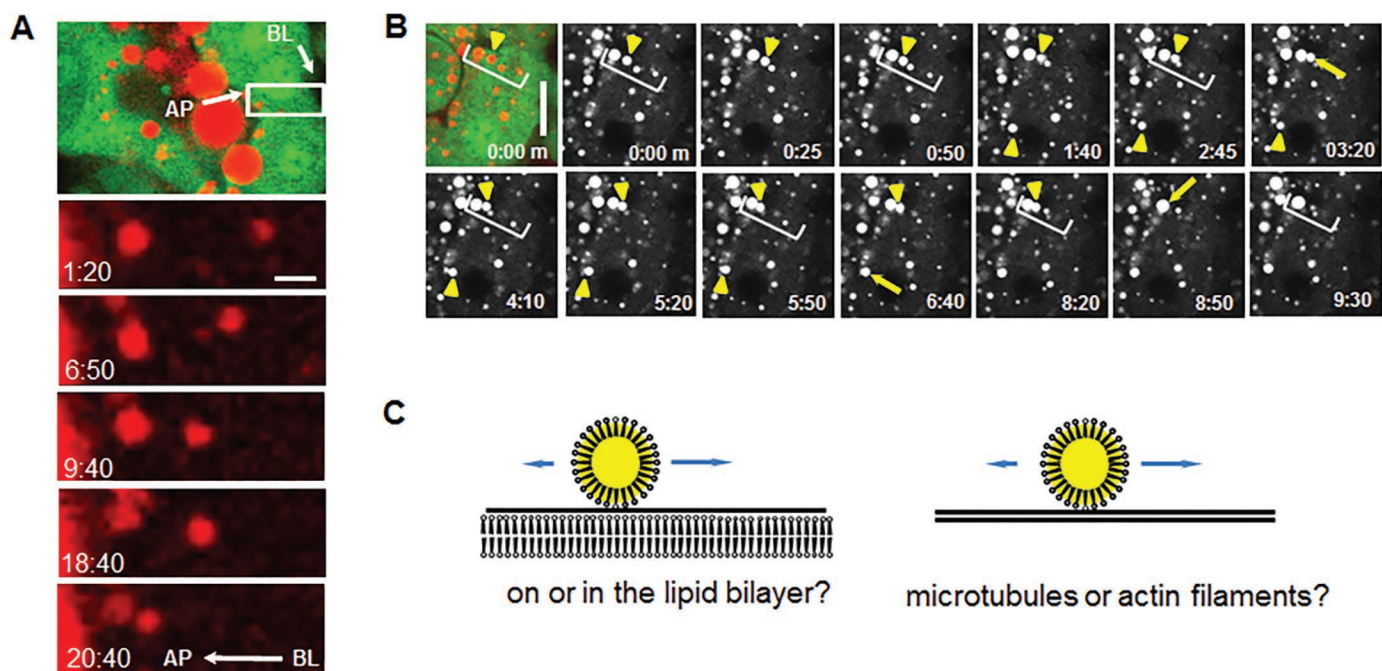 A
BL
AP
1:20
6:50
9:40
18:40
20:40
AP
BL
B
0:00 m
0:00 m
0:25
0:50
1:40
2:45
03:20
4:10
5:20
5:50
6:40
8:20
8:50
9:30
C
on or in the lipid bilayer?
microtubules or actin filaments?